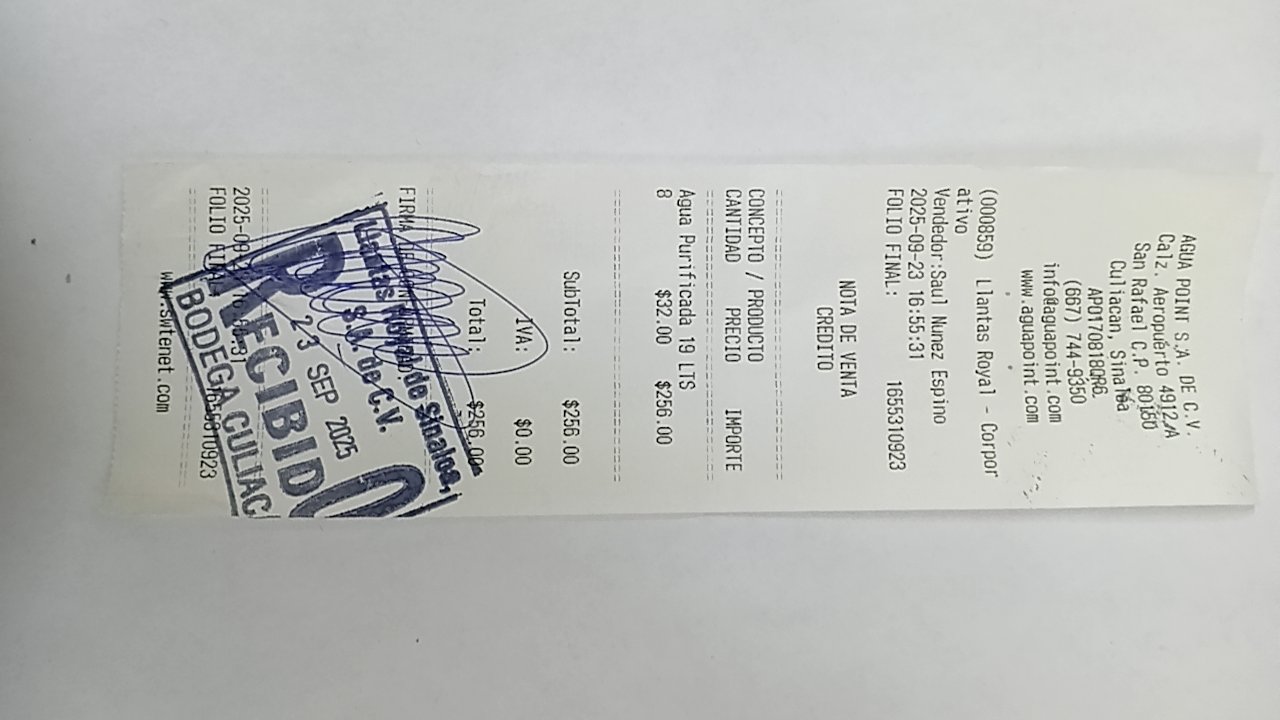 AGUA POINT S.A. DE C.V.
Calz. Aeropuerto 4912 A
San Rafael C.P. 80150
Culiacan, Sinaloa
(667) 744-9350
info@aguapoint.com
www.aguapoint.com
(000859) Llantas Royal - Corpor
ativo
Vendedor:Saul Nunez Espino
2025-09-23 16:55:31
FOLIO FINAL: 1655310923
NOTA DE VENTA
CREDITO
CONCEPTO / PRODUCTO
CANTIDAD PRECIO IMPORTE
Agua Purificada 19 LTS
8 $32.00 $256.00
SubTotal: $256.00
IVA: $0.00
Total: $256.00
FIRMA
Llantas Royal de Sinaloa,
S.A. de C.V.
RECIBIDO
23 SEP 2025
BODEGA CULIAC
2025-09
FOLIO FINAL
www.switenet.com